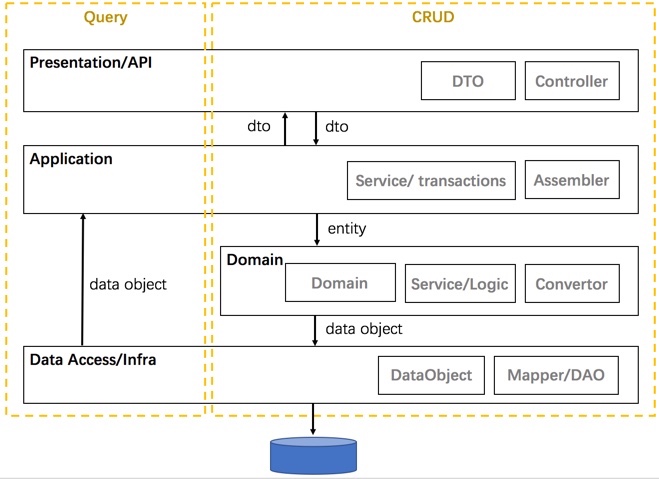 Query
CRUD
Presentation/API
DTO
Controller
dto
dto
Application
Service/ transactions
Assembler
entity
data object
Domain
Domain
Service/Logic
Convertor
data object
Data Access/Infra
DataObject
Mapper/DAO